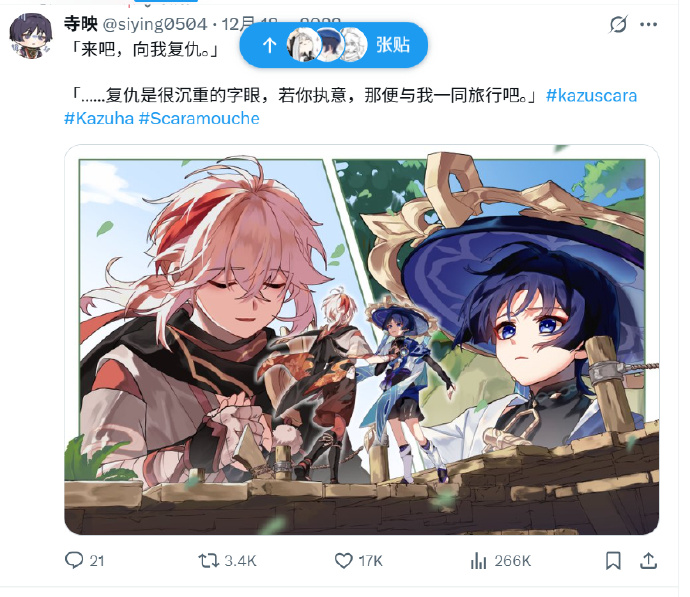 寺映 @siying0504 · 12月
张贴
「来吧，向我复仇。」
「......复仇是很沉重的字眼，若你执意，那便与我一同旅行吧。」#kazuscara
#Kazuha #Scaramouche
21
3.4K
17K
266K